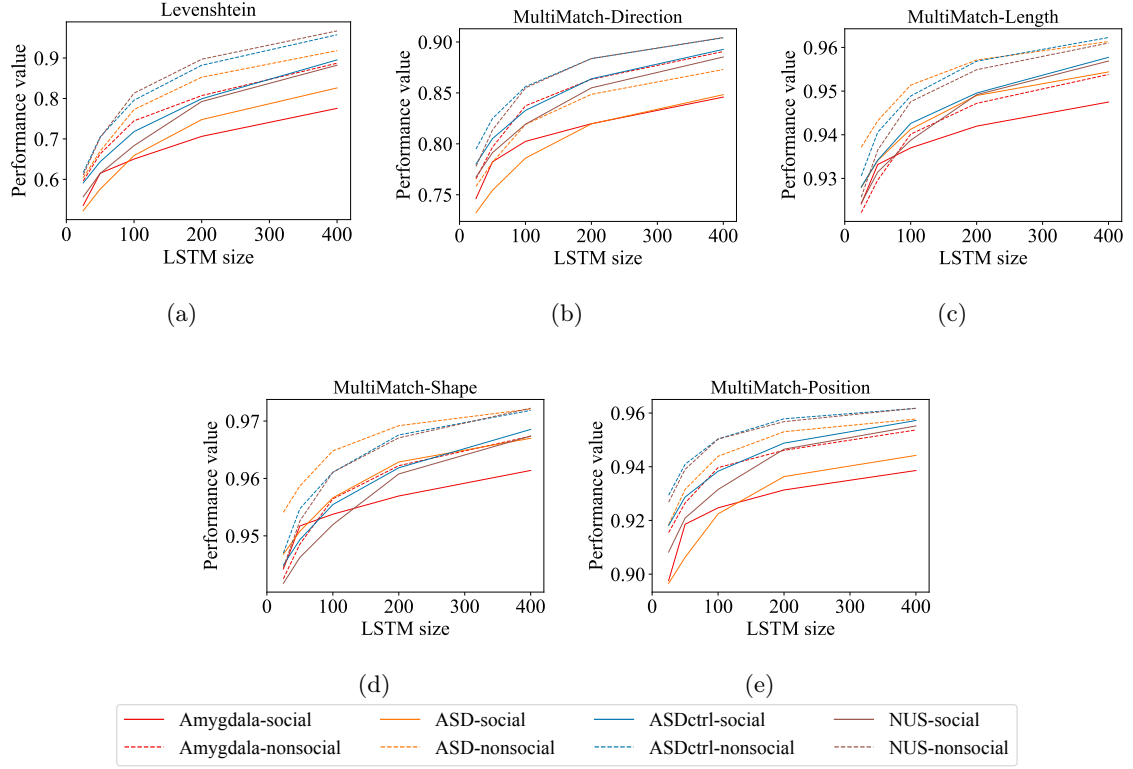 Levenshtein
MultiMatch-Direction
MultiMatch-Length
Performance value
0.9
0.8
0.7
0.6
0 100 200 300 400
LSTM size
Performance value
0.90
0.85
0.80
0.75
0 100 200 300 400
LSTM size
Performance value
0.96
0.95
0.94
0.93
0 100 200 300 400
LSTM size
(a)
(b)
(c)
MultiMatch-Shape
MultiMatch-Position
Performance value
0.97
0.96
0.95
0 100 200 300 400
LSTM size
Performance value
0.96
0.94
0.92
0.90
0 100 200 300 400
LSTM size
(d)
(e)
Amygdala-social ASD-social ASDctrl-social NUS-social
Amygdala-nonsocial ASD-nonsocial ASDctrl-nonsocial NUS-nonsocial